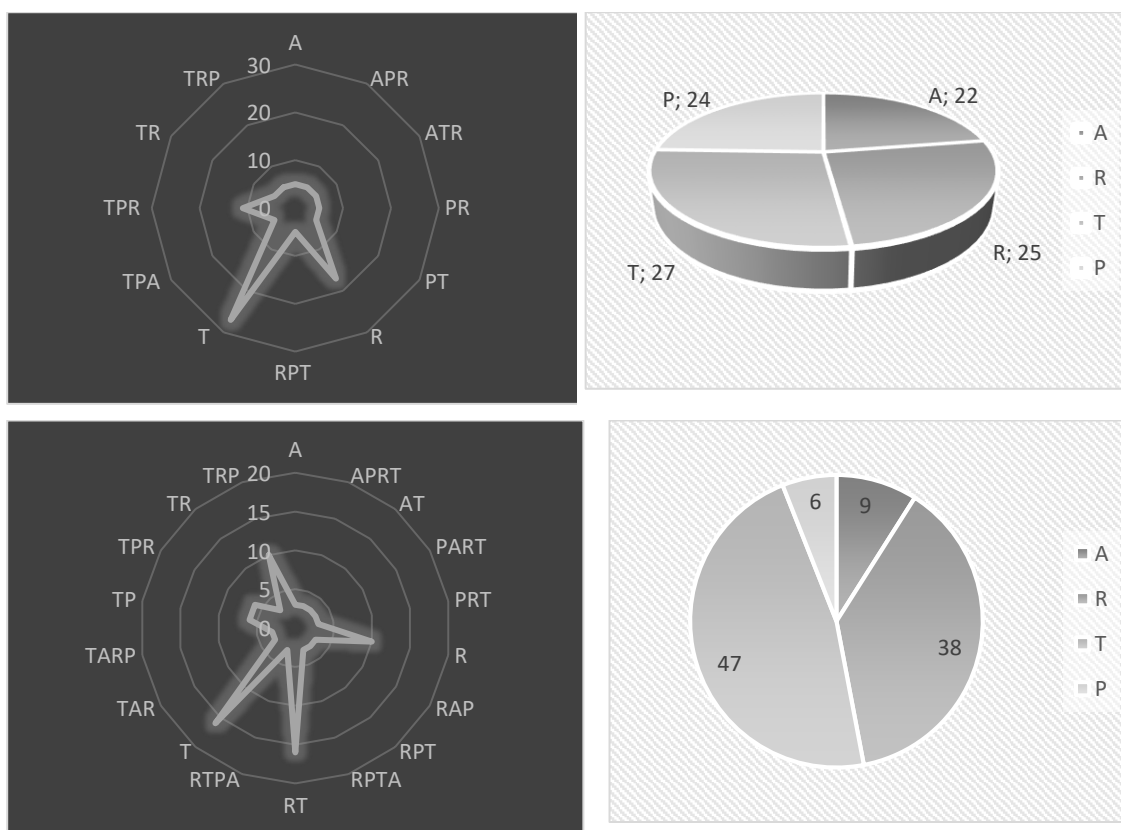 A
30
TRP
APR
20
TR
ATR
10
TPR
0
PR
TPA
PT
T
R
RPT
P; 24
A; 22
T; 27
R; 25
A
R
T
P
A
20
TRP
APRT
TR
15
AT
TPR
10
PART
TP
5
PRT
0
R
TARP
TAR
RAP
T
RPT
RTPA
RPTA
RT
6
9
47
38
A
R
T
P